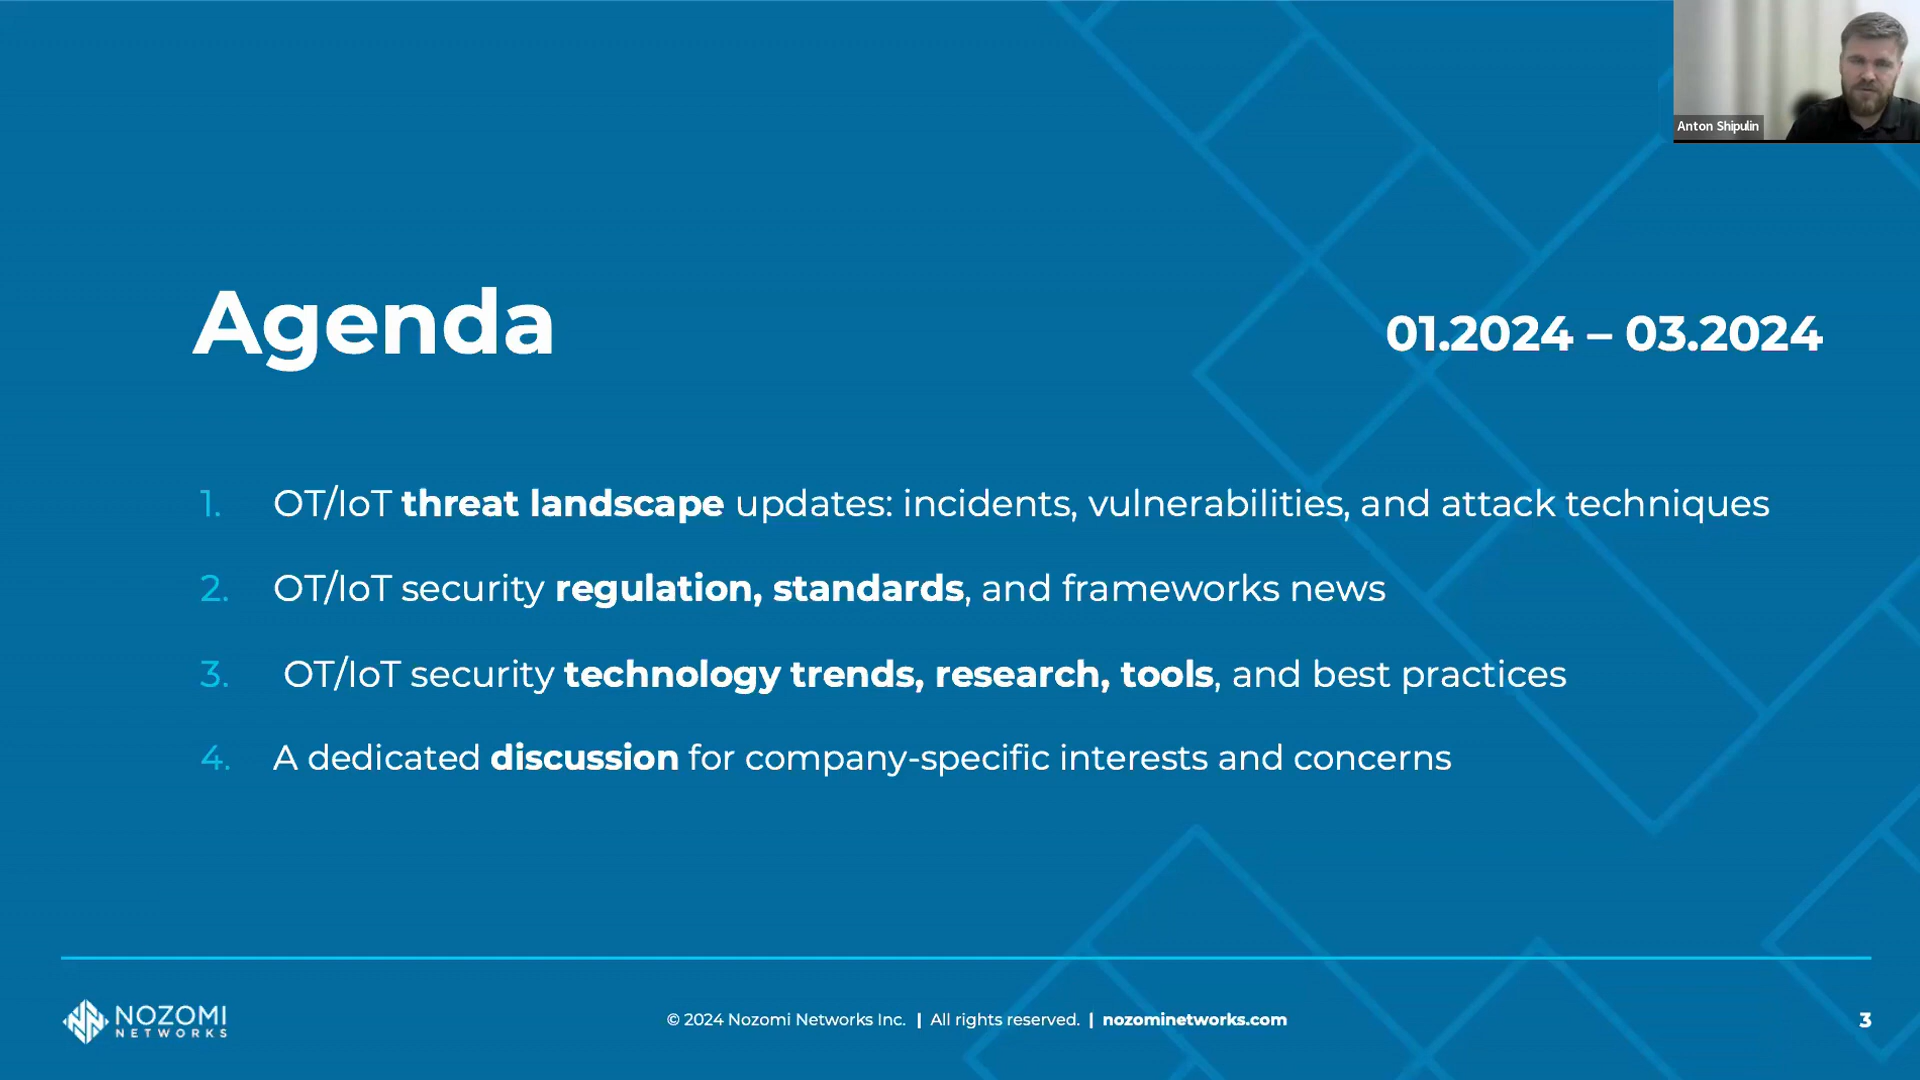 Anton Shipulin
Agenda
01.2024 – 03.2024
1. OT/IoT threat landscape updates: incidents, vulnerabilities, and attack techniques
2. OT/IoT security regulation, standards, and frameworks news
3. OT/IoT security technology trends, research, tools, and best practices
4. A dedicated discussion for company-specific interests and concerns
NOZOMI
NETWORKS
© 2024 Nozomi Networks Inc. | All rights reserved. | nozominetworks.com
3